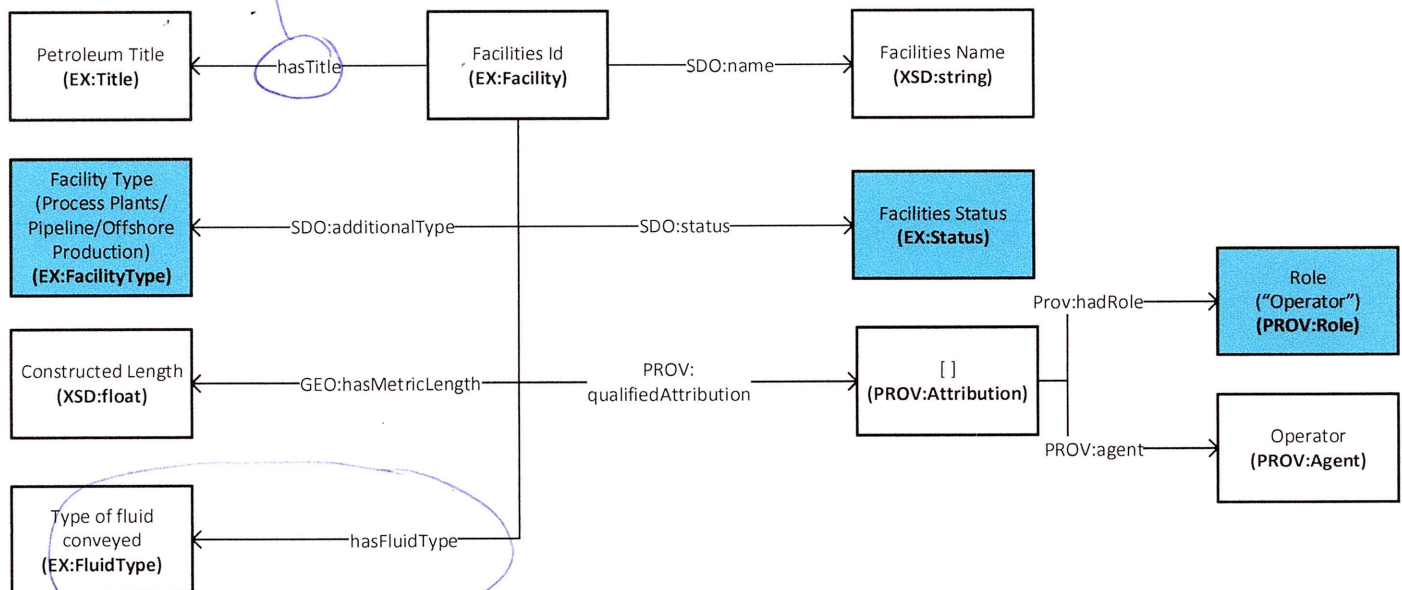 Petroleum Title
(EX:Title)
hasTitle
Facilities Id
(EX:Facility)
SDO:name
Facilities Name
(XSD:string)
Facility Type
(Process Plants/
Pipeline/Offshore
Production)
(EX:FacilityType)
SDO:additionalType
SDO:status
Facilities Status
(EX:Status)
Prov:hadRole
Role
("Operator")
(PROV:Role)
Constructed Length
(XSD:float)
GEO:hasMetricLength
PROV:
qualifiedAttribution
[ ]
(PROV:Attribution)
PROV:agent
Operator
(PROV:Agent)
Type of fluid
conveyed
(EX:FluidType)
hasFluidType